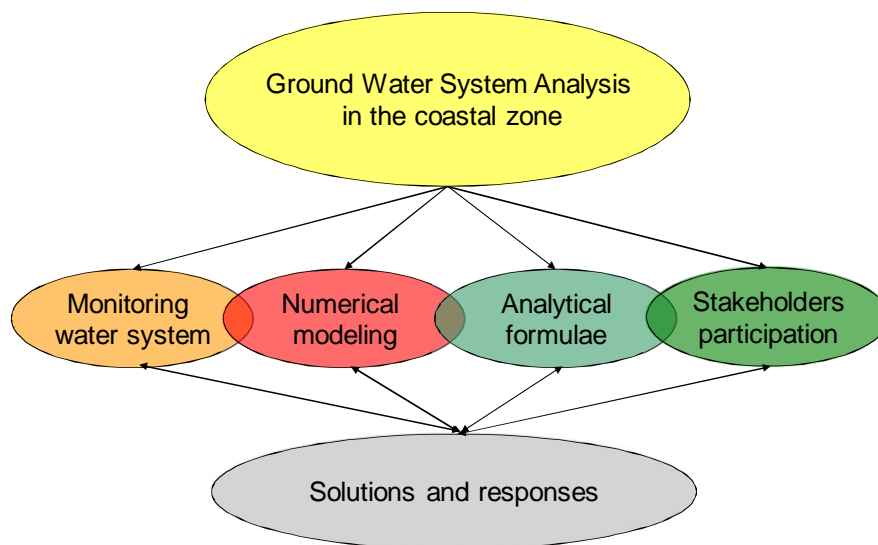 Ground Water System Analysis
in the coastal zone
Monitoring
water system
Numerical
modeling
Analytical
formulae
Stakeholders
participation
Solutions and responses